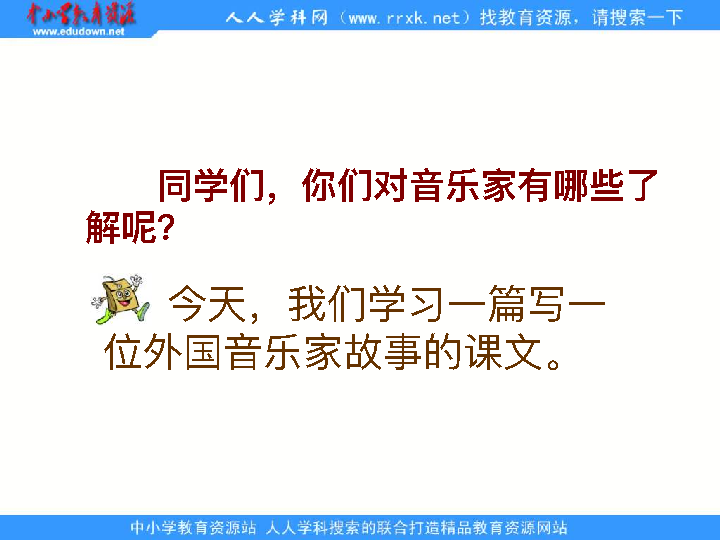 中小学教育资源
www.edudown.net
人人学科网（www.rrxk.net）找教育资源，请搜索一下
同学们，你们对音乐家有哪些了
解呢？
今天，我们学习一篇写一
位外国音乐家故事的课文。
中小学教育资源站 人人学科搜索的联合打造精品教育资源网站